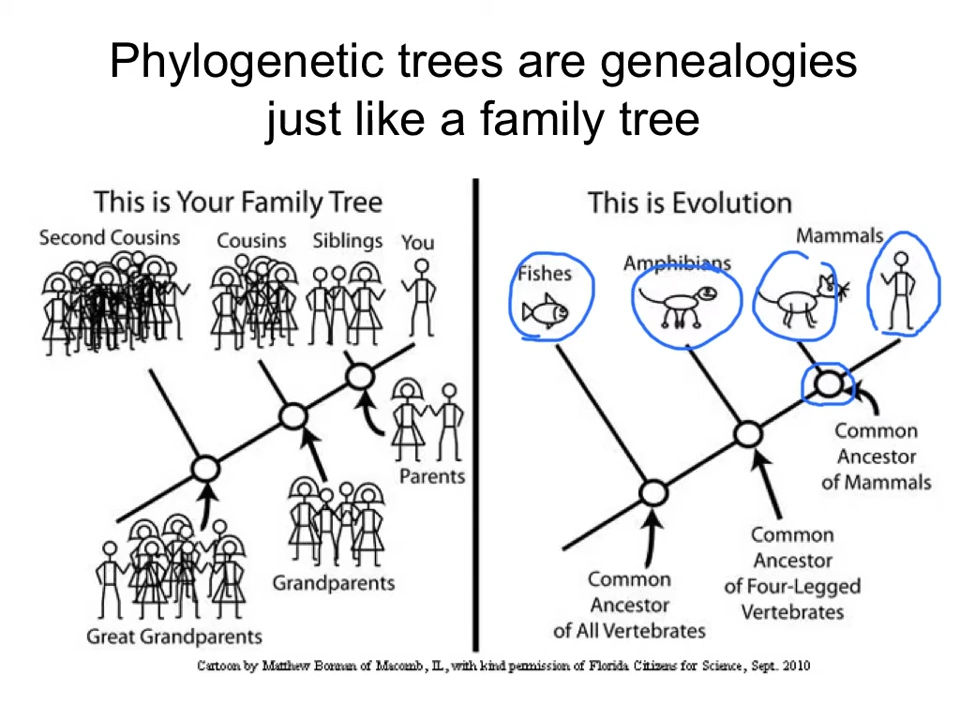 Phylogenetic trees are genealogies
just like a family tree
This is Your Family Tree
Second Cousins
Cousins
Siblings
You
Parents
Grandparents
Great Grandparents
This is Evolution
Fishes
Amphibians
Mammals
Common
Ancestor
of Mammals
Common
Ancestor
of Four-Legged
Vertebrates
Common
Ancestor
of All Vertebrates
Cartoon by Matthew Bonnan of Macomb, IL, with kind permission of Florida Citizens for Science, Sept. 2010